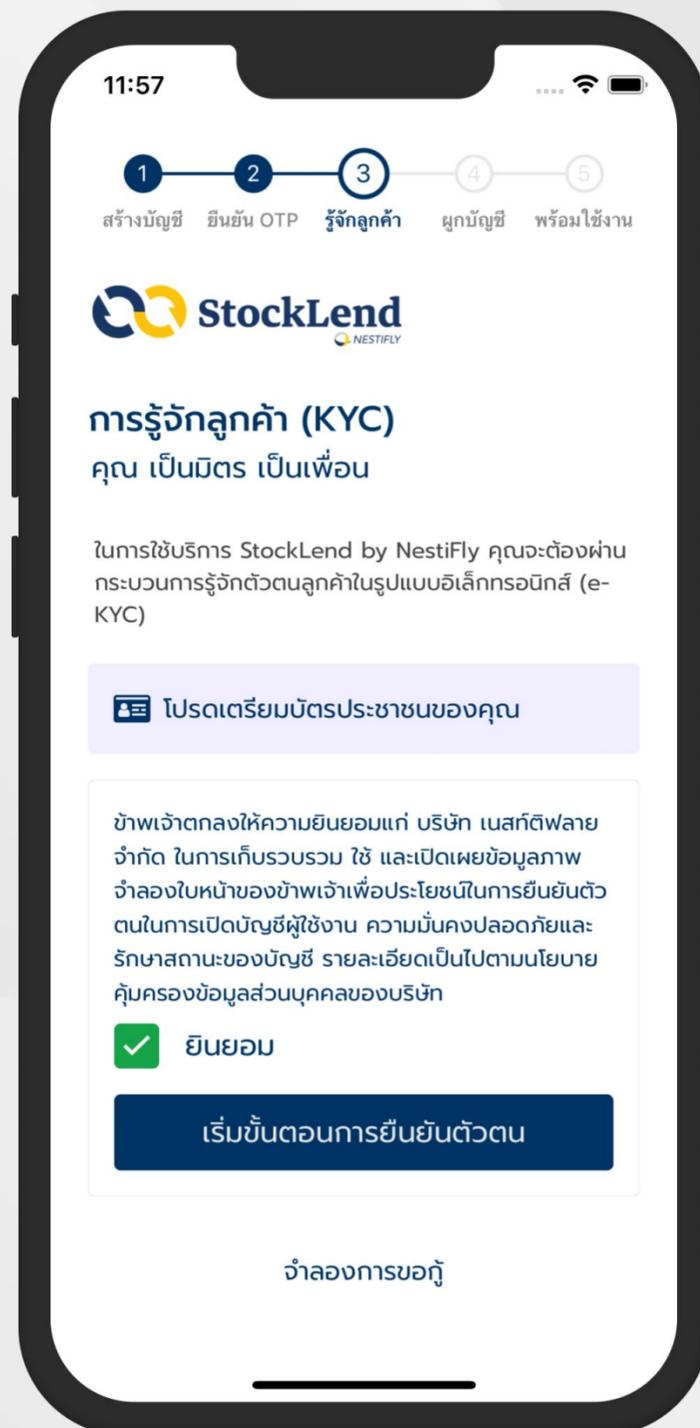 11:57
1 2 3 4 5
สร้างบัญชี ยืนยัน OTP รู้จักลูกค้า ผูกบัญชี พร้อมใช้งาน
StockLend
NESTIFLY
การรู้จักลูกค้า (KYC)
คุณ เป็นมิตร เป็นเพื่อน
ในการใช้บริการ StockLend by NestiFly คุณจะต้องผ่าน
กระบวนการรู้จักตัวตนลูกค้าในรูปแบบอิเล็กทรอนิกส์ (e-
KYC)
โปรดเตรียมบัตรประชาชนของคุณ
ข้าพเจ้าตกลงให้ความยินยอมแก่ บริษัท เนสท์ติฟลาย
จำกัด ในการเก็บรวบรวม ใช้ และเปิดเผยข้อมูลภาพ
จำลองใบหน้าของข้าพเจ้าเพื่อประโยชน์ในการยืนยันตัว
ตนในการเปิดบัญชีผู้ใช้งาน ความมั่นคงปลอดภัยและ
รักษาสถานะของบัญชี รายละเอียดเป็นไปตามนโยบาย
คุ้มครองข้อมูลส่วนบุคคลของบริษัท
ยินยอม
เริ่มขั้นตอนการยืนยันตัวตน
จำลองการขอกู้